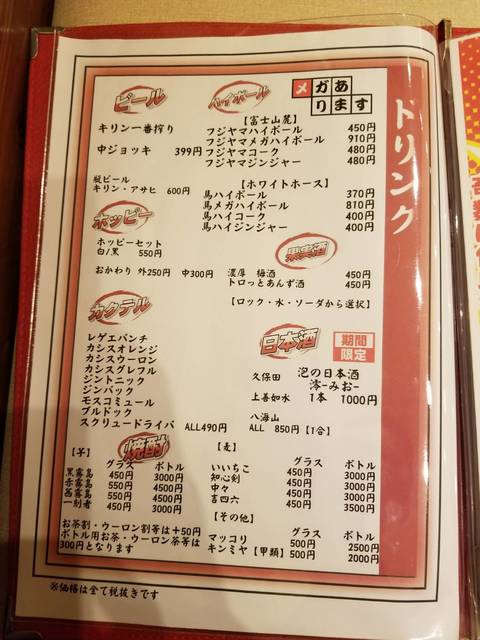 ドリンク
ビール
キリン一番搾り
中ジョッキ 399円
瓶ビール
キリン・アサヒ 600円
ホッピー
ホッピーセット
白/黒 550円
おかわり 外250円 中300円
カクテル
レゲエパンチ
カシスオレンジ
カシスウーロン
カシスグレフル
ジントニック
ジンバック
モスコミュール
ブルドック
スクリュードライバ ALL490円
ハイボール
メガあります
【富士山麓】
フジヤマハイボール 450円
フジヤマメガハイボール 910円
フジヤマコーク 480円
フジヤマジンジャー 480円
【ホワイトホース】
馬ハイボール 370円
馬メガハイボール 810円
馬ハイコーク 400円
馬ハイジンジャー 400円
果実酒
濃厚 梅酒 450円
トロっとあんず酒 450円
【ロック・水・ソーダから選択】
日本酒
期間限定
久保田
上善如水
八海山
ALL 850円【1合】
泡の日本酒
澪-みお-
1本 1000円
焼酎
【芋】
グラス ボトル
黒霧島 450円 3000円
赤霧島 550円 4500円
茜霧島 550円 4500円
一刻者 450円 3000円
お茶割・ウーロン割等は+50円
ボトル用お茶・ウーロン茶等は
300円となります
【麦】
グラス ボトル
いいちこ 450円 3000円
知心剣 450円 3000円
中々 450円 3000円
吉四六 450円 3500円
【その他】
グラス ボトル
マッコリ 500円 2500円
キンミヤ【甲類】500円 2000円
※価格は全て税抜きです